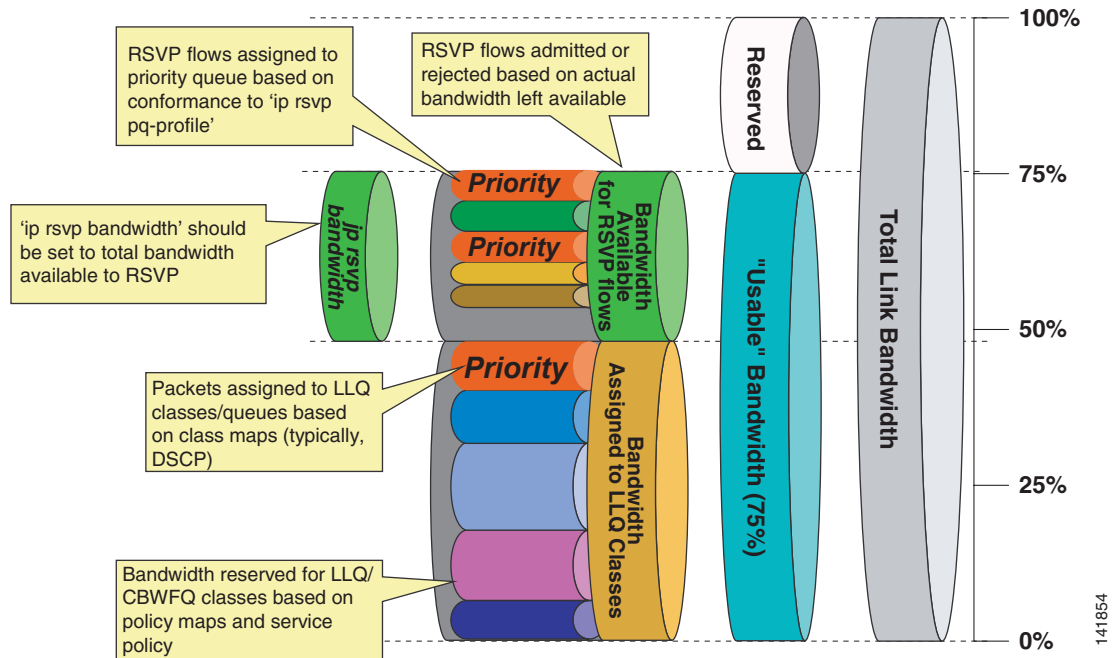 RSVP flows assigned to
priority queue based on
conformance to ‘ip rsvp
pq-profile’
RSVP flows admitted or
rejected based on actual
bandwidth left available
‘ip rsvp bandwidth’ should
be set to total bandwidth
available to RSVP
Packets assigned to LLQ
classes/queues based
on class maps (typically,
DSCP)
Bandwidth reserved for LLQ/
CBWFQ classes based on
policy maps and service
policy
ip rsvp
bandwidth
Priority
Priority
Priority
Bandwidth
Available
for RSVP flows
Bandwidth
Assigned to LLQ Classes
Reserved
"Usable" Bandwidth (75%)
Total Link Bandwidth
100%
75%
50%
25%
0%
141854